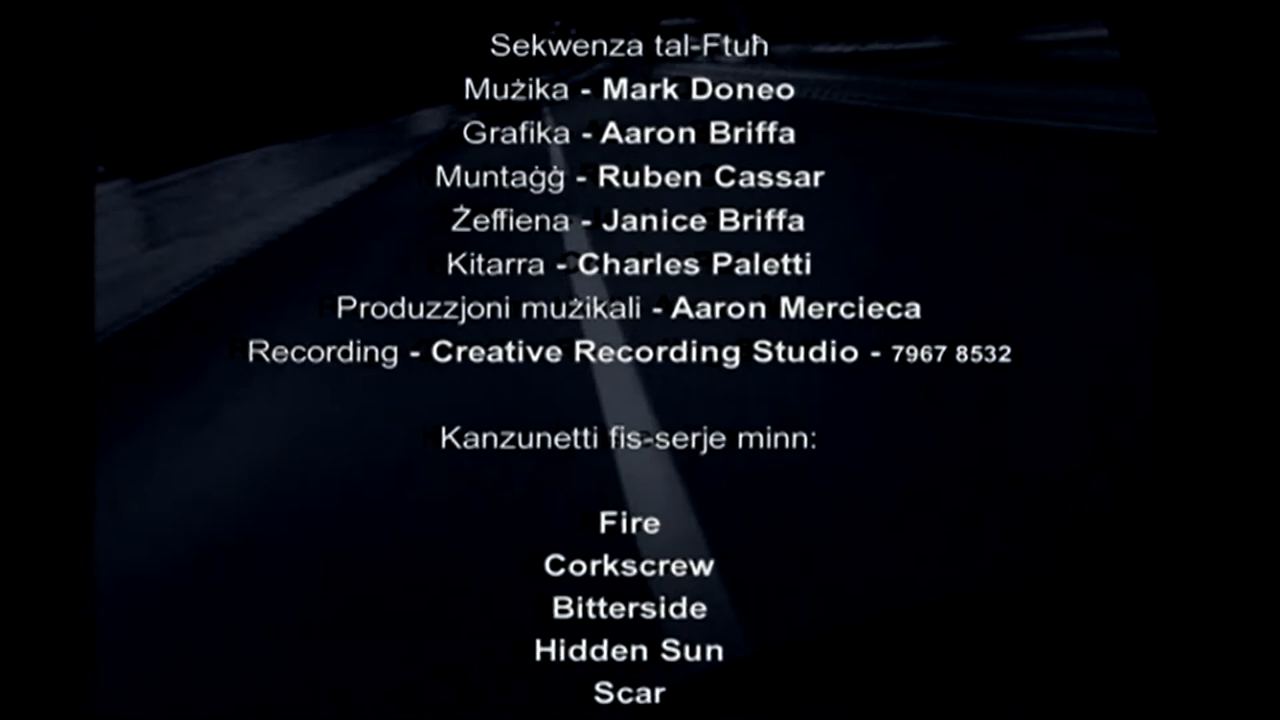 Sekwenza tal-Ftuħ
Mużika - Mark Doneo
Grafika - Aaron Briffa
Muntaġġ - Ruben Cassar
Żeffiena - Janice Briffa
Kitarra - Charles Paletti
Produzzjoni mużikali - Aaron Mercieca
Recording - Creative Recording Studio - 7967 8532
Kanzunetti fis-serje minn:
Fire
Corkscrew
Bitterside
Hidden Sun
Scar